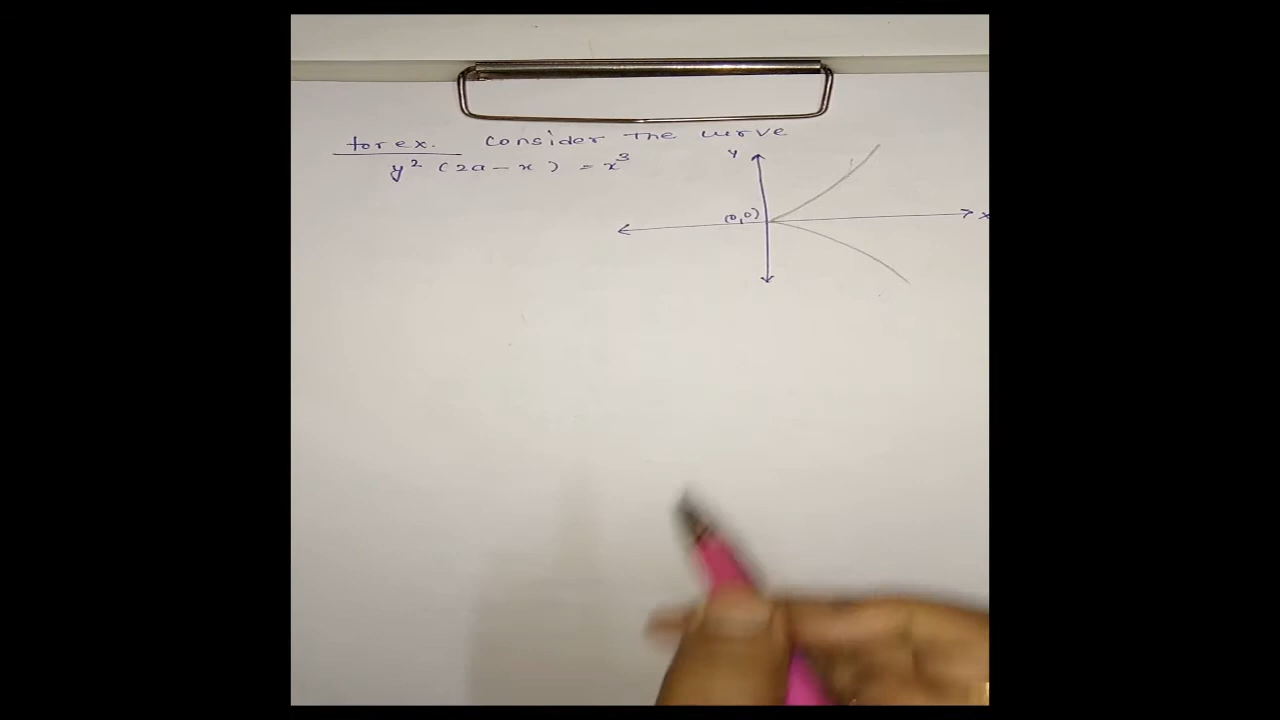 for ex. consider the curve
y² (2a - x) = x³
y
(0,0)
x